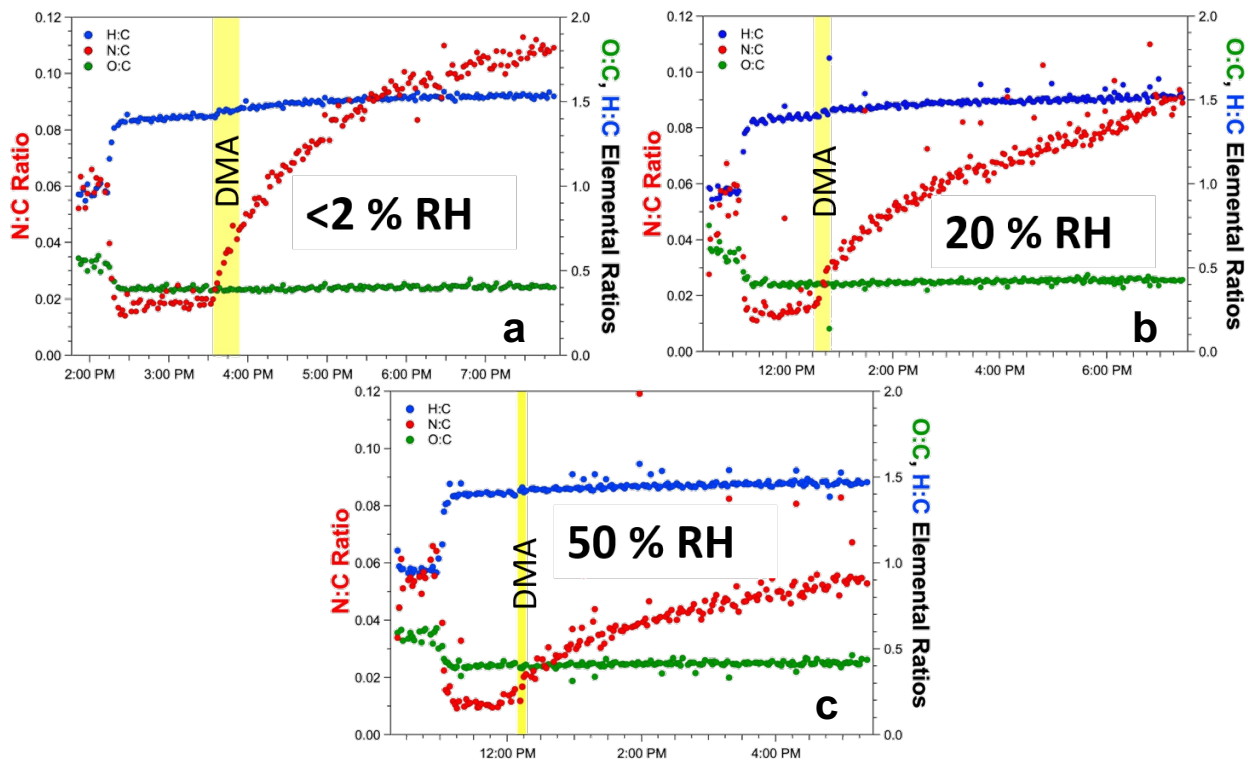 0.12
0.10
0.08
0.06
0.04
0.02
0.00
N:C Ratio
H:C
N:C
O:C
DMA
<2 % RH
a
2.0
1.5
1.0
0.5
0.0
O:C, H:C Elemental Ratios
2:00 PM 3:00 PM 4:00 PM 5:00 PM 6:00 PM 7:00 PM
0.12
0.10
0.08
0.06
0.04
0.02
0.00
N:C Ratio
H:C
N:C
O:C
DMA
20 % RH
b
2.0
1.5
1.0
0.5
0.0
O:C, H:C Elemental Ratios
12:00 PM 2:00 PM 4:00 PM 6:00 PM
0.12
0.10
0.08
0.06
0.04
0.02
0.00
N:C Ratio
H:C
N:C
O:C
DMA
50 % RH
c
2.0
1.5
1.0
0.5
0.0
O:C, H:C Elemental Ratios
12:00 PM 2:00 PM 4:00 PM